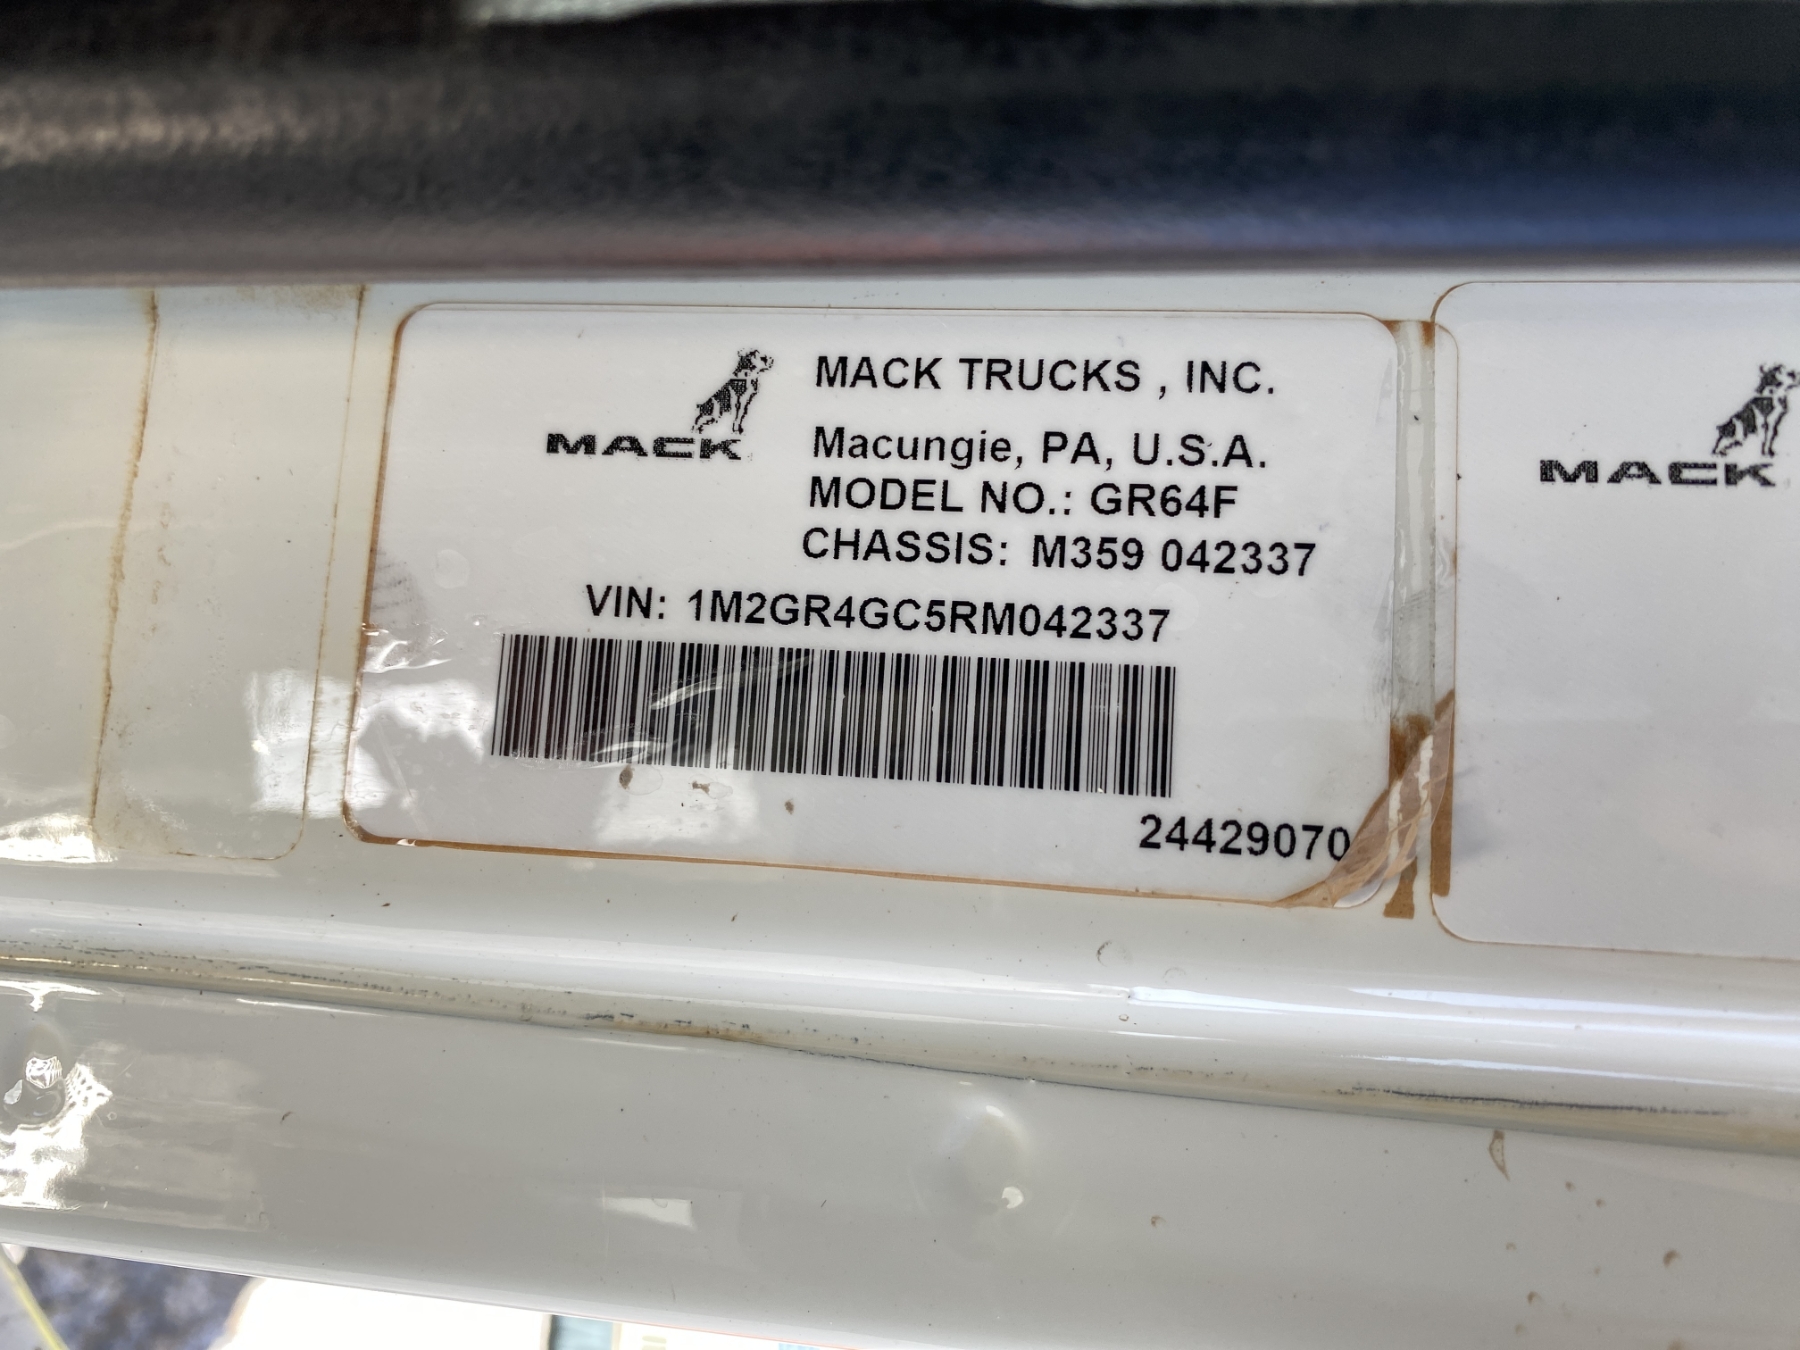 MACK
MACK TRUCKS , INC.
Macungie, PA, U.S.A.
MODEL NO.: GR64F
CHASSIS: M359 042337
VIN: 1M2GR4GC5RM042337
24429070
MACK